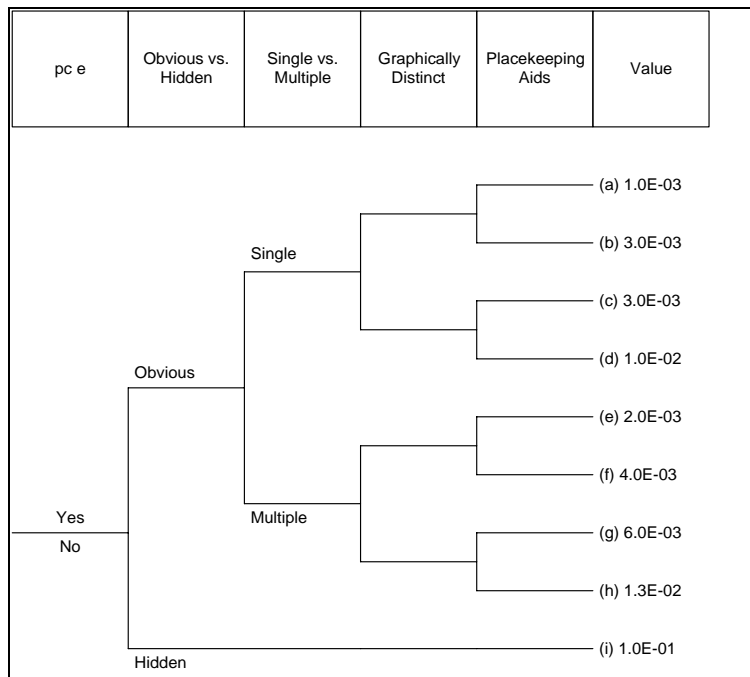 pc e
Obvious vs.
Hidden
Single vs.
Multiple
Graphically
Distinct
Placekeeping
Aids
Value
(a) 1.0E-03
(b) 3.0E-03
Single
(c) 3.0E-03
(d) 1.0E-02
Obvious
(e) 2.0E-03
(f) 4.0E-03
Multiple
Yes
No
(g) 6.0E-03
(h) 1.3E-02
(i) 1.0E-01
Hidden